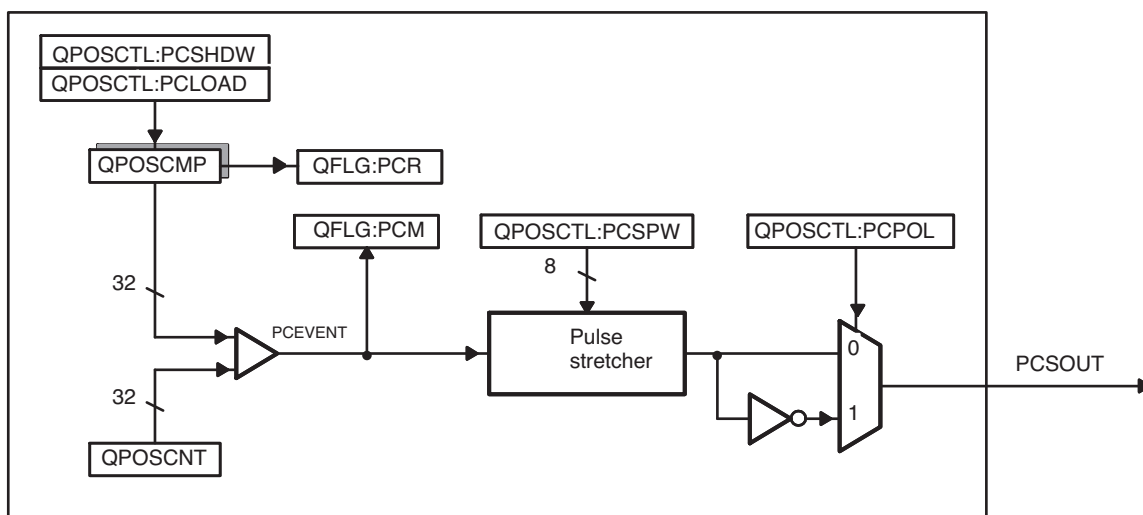 QPOSCTL:PCSHDW
QPOSCTL:PCLOAD
QPOSCMP
QFLG:PCR
QFLG:PCM
QPOSCTL:PCSPW
QPOSCTL:PCPOL
8
32
PCEVENT
Pulse
stretcher
0
PCSOUT
32
1
QPOSCNT